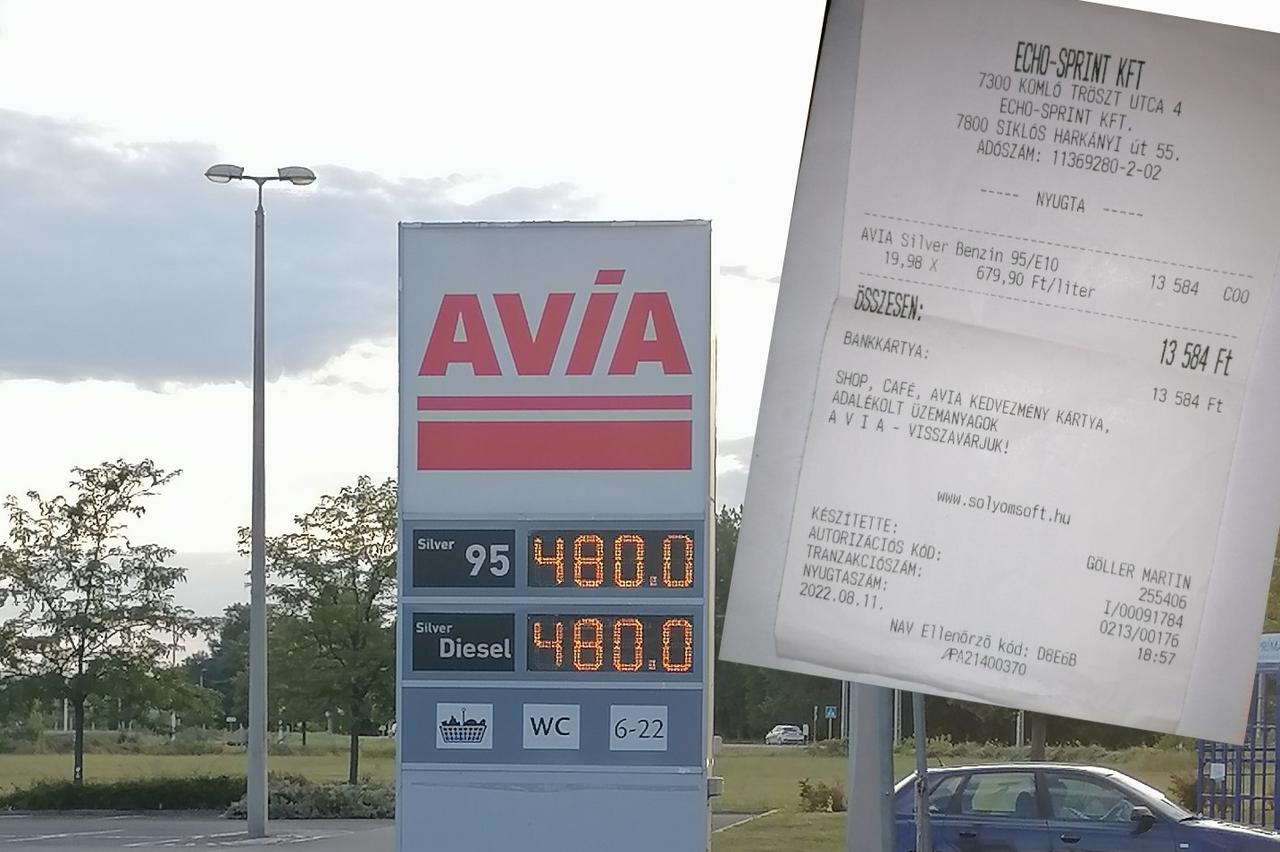 AVIA
Silver 95 480.0
Silver Diesel 480.0
WC 6-22
ECHO-SPRINT KFT
7300 KOMLÓ TRÖSZT UTCA 4
ECHO-SPRINT KFT.
7800 SIKLÓS HARKÁNYI út 55.
ADÓSZÁM: 11369280-2-02
----- NYUGTA -----
AVIA Silver Benzin 95/E10
19,98 X 679,90 Ft/liter 13 584 C00
ÖSSZESEN: 13 584 Ft
BANKKÁRTYA: 13 584 Ft
SHOP, CAFÉ, AVIA KEDVEZMÉNY KÁRTYA,
ADALÉKOLT ÜZEMANYAGOK
A V I A - VISSZAVÁRJUK!
www.solyomsoft.hu
KÉSZÍTETTE: GÖLLER MARTIN
AUTORIZÁCIÓS KÓD: 255406
TRANZAKCIÓSZÁM: I/00091784
NYUGTASZÁM: 0213/00176
2022.08.11. 18:57
NAV Ellenőrző kód: D8E6B
/PA21400370